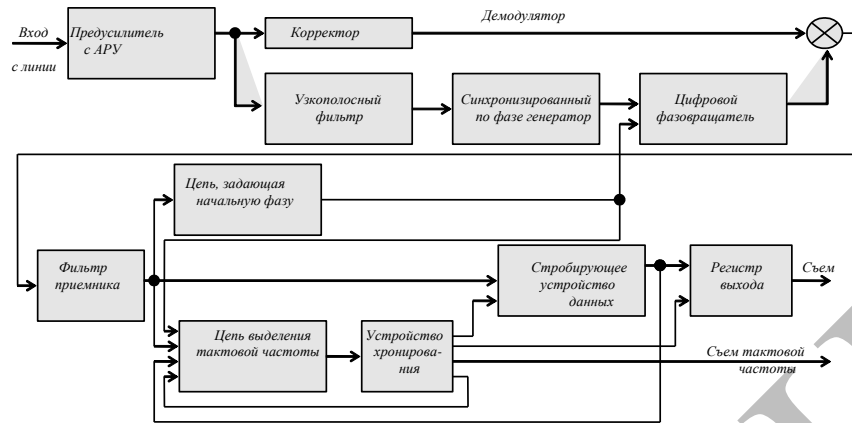 Вход
с линии
Предусилитель
с АРУ
Корректор
Демодулятор
Узкополосный
фильтр
Синхронизированный
по фазе генератор
Цифровой
фазовращатель
Цепь, задающая
начальную фазу
Фильтр
приемника
Стробирующее
устройство
данных
Регистр
выхода
Съем
Цепь выделения
тактовой частоты
Устройство
хронирова-
ния
Съем тактовой
частоты